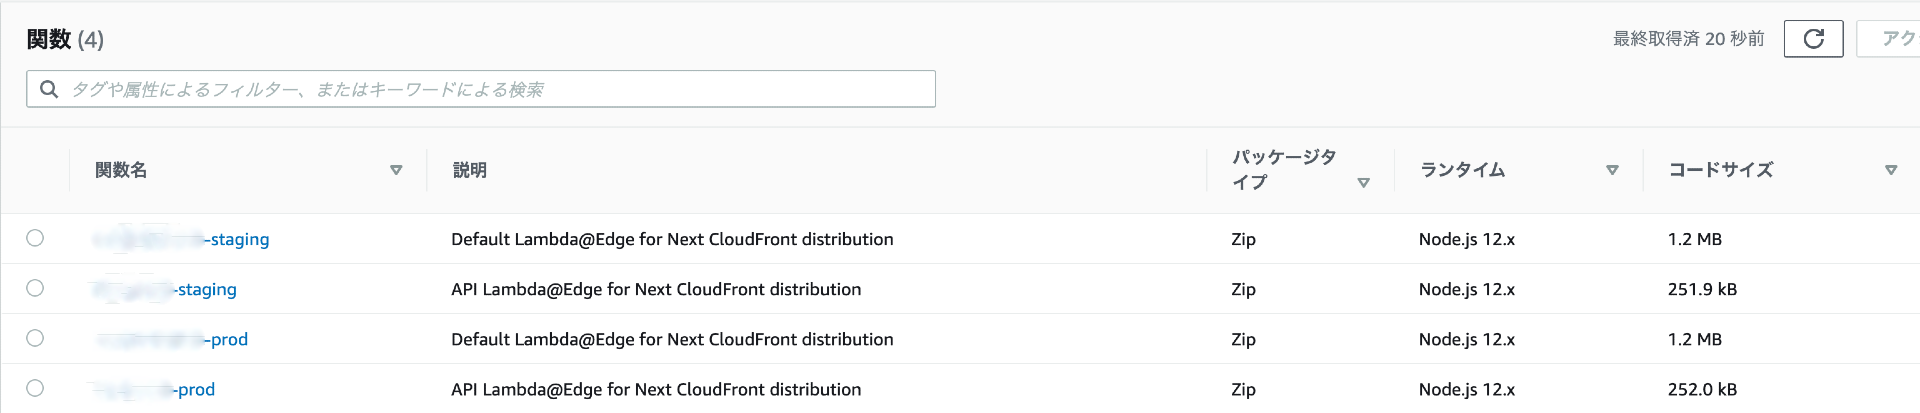 関数 (4)
最終取得済 20 秒前
アク
タグや属性によるフィルター、またはキーワードによる検索
関数名
説明
パッケージタ
イプ
ランタイム
コードサイズ
-staging Default Lambda@Edge for Next CloudFront distribution Zip Node.js 12.x 1.2 MB
-staging API Lambda@Edge for Next CloudFront distribution Zip Node.js 12.x 251.9 kB
-prod Default Lambda@Edge for Next CloudFront distribution Zip Node.js 12.x 1.2 MB
-prod API Lambda@Edge for Next CloudFront distribution Zip Node.js 12.x 252.0 kB